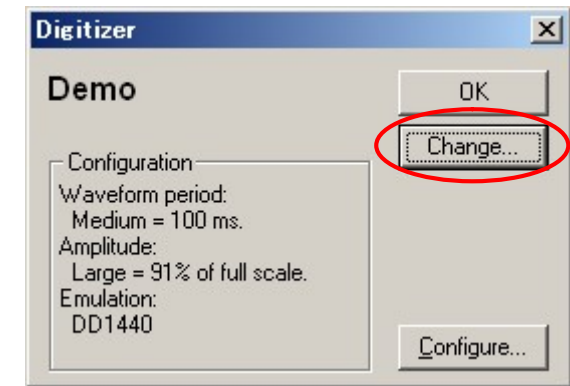 Digitizer
Demo
OK
Change...
Configuration
Waveform period:
Medium = 100 ms.
Amplitude:
Large = 91% of full scale.
Emulation:
DD1440
Configure...